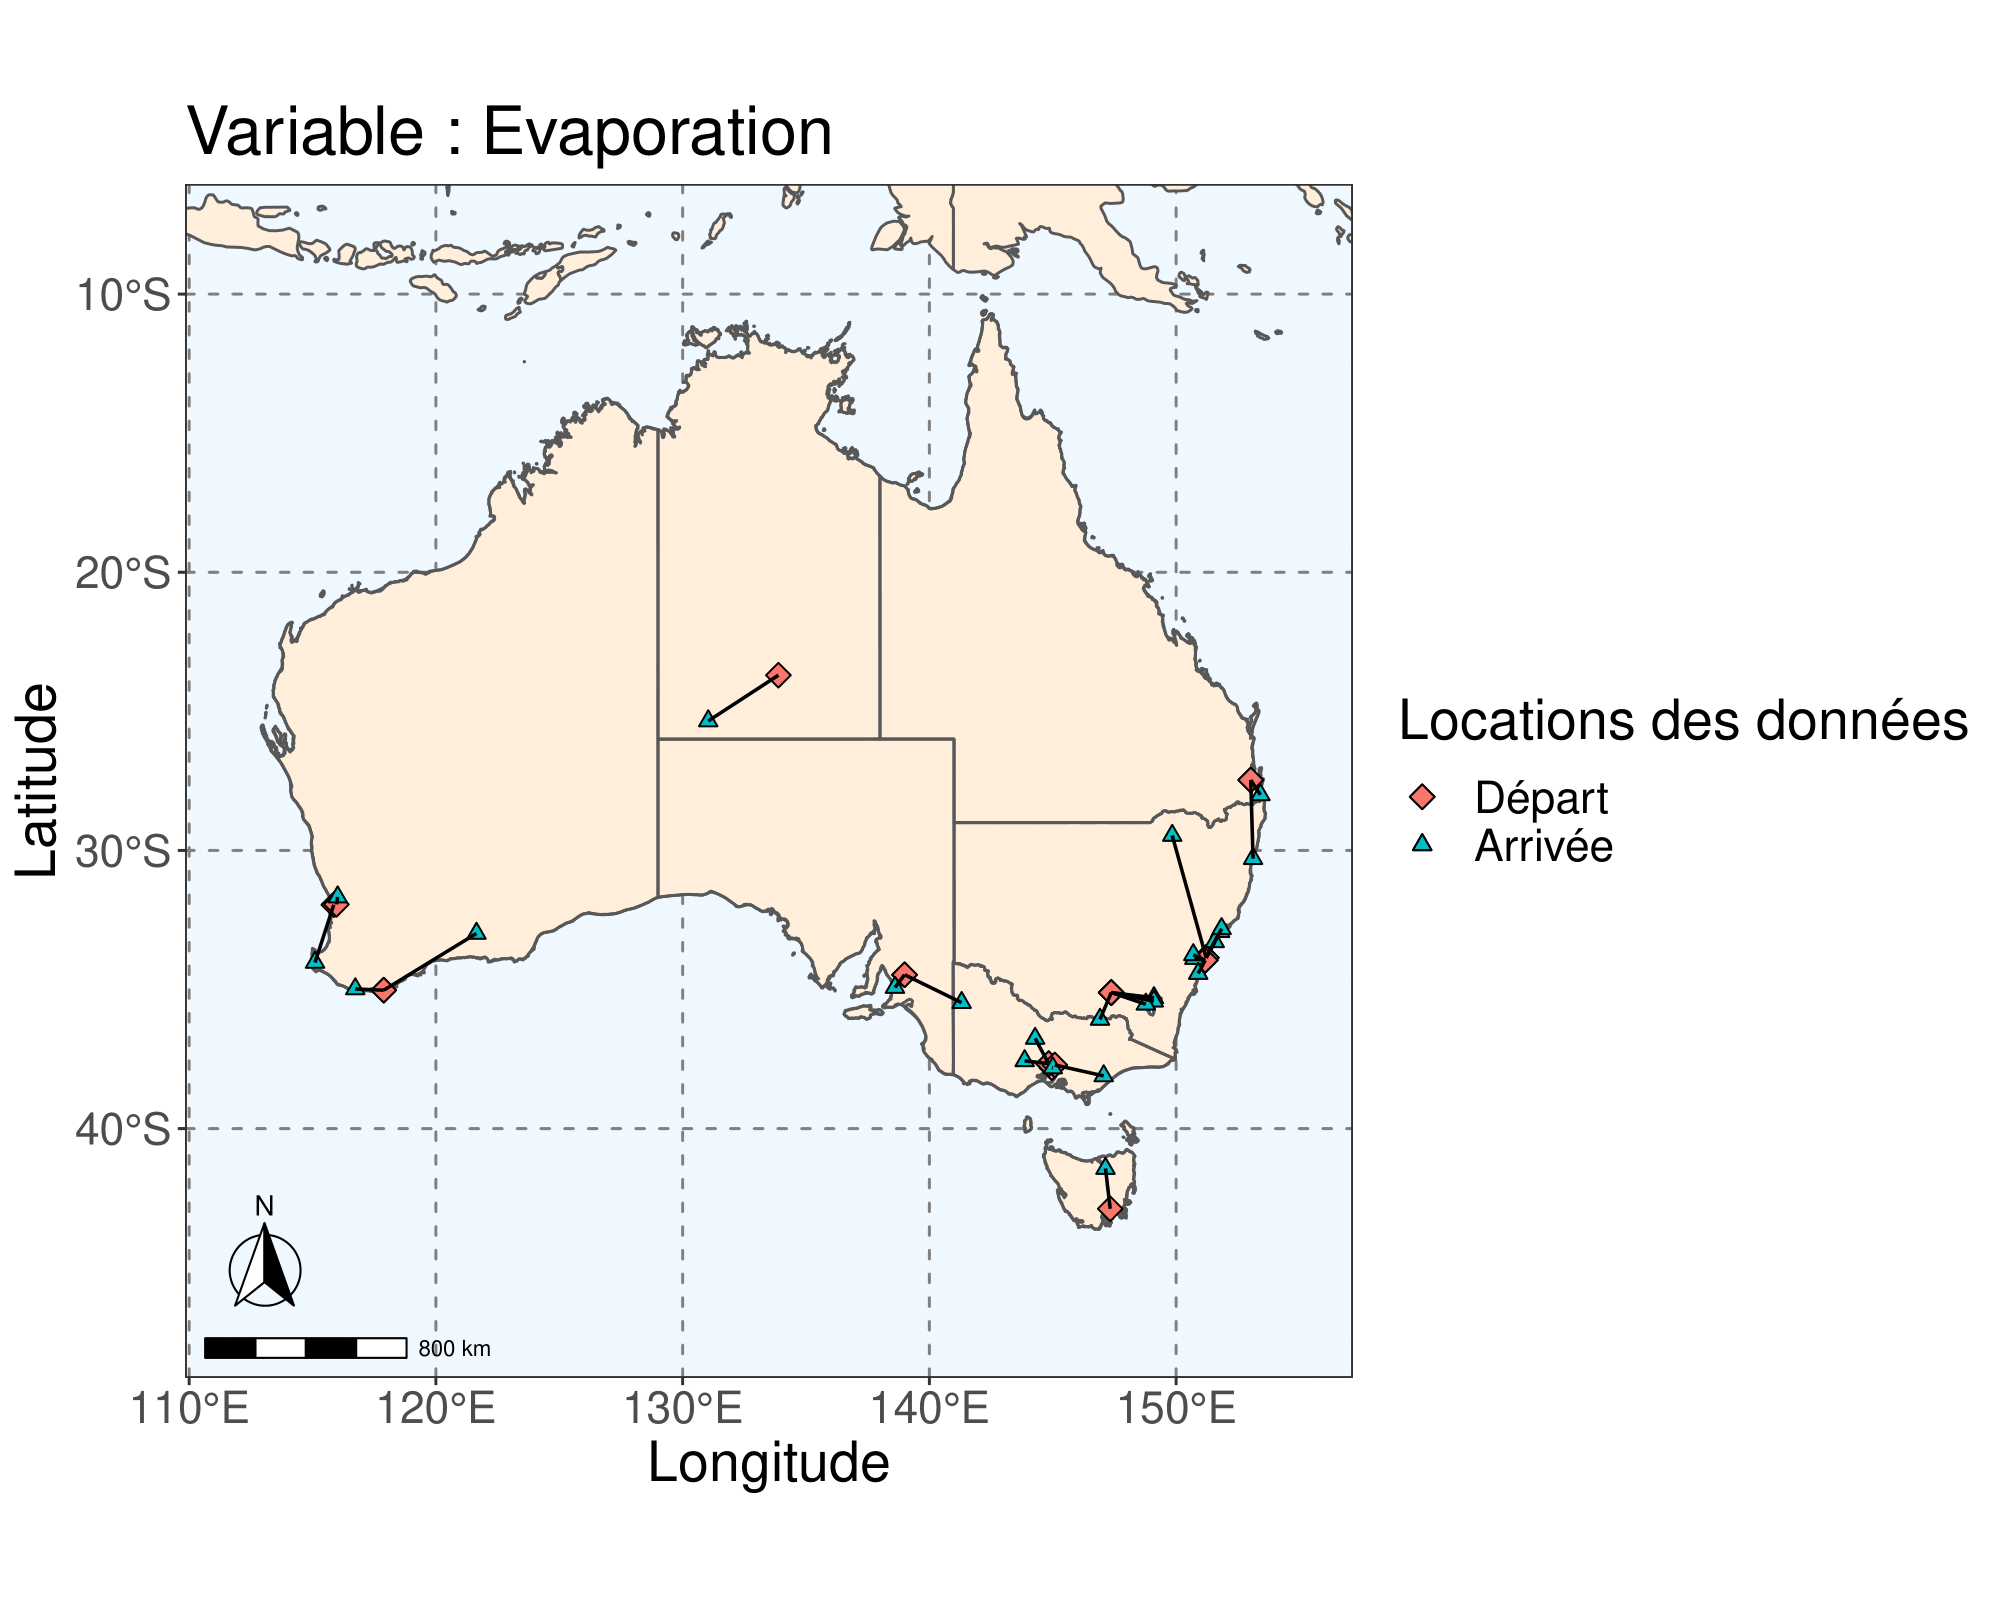 Variable : Evaporation
10°S
20°S
30°S
40°S
Latitude
N
800 km
110°E
120°E
130°E
140°E
150°E
Longitude
Locations des données
Départ
Arrivée